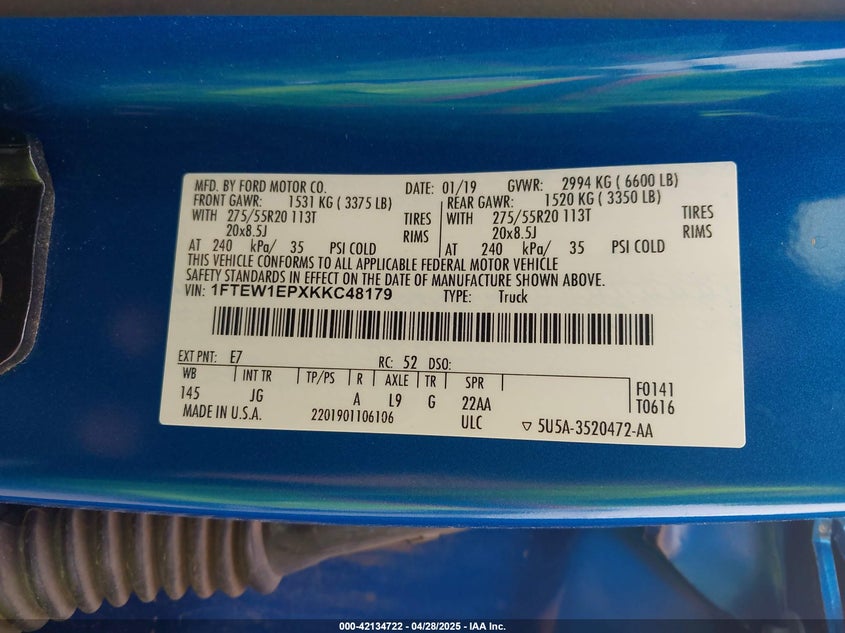 MFD. BY FORD MOTOR CO. DATE: 01/19 GVWR: 2994 KG ( 6600 LB)
FRONT GAWR: 1531 KG ( 3375 LB) REAR GAWR: 1520 KG ( 3350 LB)
WITH 275/55R20 113T TIRES WITH 275/55R20 113T TIRES
20x8.5J RIMS 20x8.5J RIMS
AT 240 kPa/ 35 PSI COLD AT 240 kPa/ 35 PSI COLD
THIS VEHICLE CONFORMS TO ALL APPLICABLE FEDERAL MOTOR VEHICLE
SAFETY STANDARDS IN EFFECT ON THE DATE OF MANUFACTURE SHOWN ABOVE.
VIN: 1FTEW1EPXKKC48179 TYPE: Truck
EXT PNT: E7 RC: 52 DSO:
WB INT TR TP/PS R AXLE TR SPR F0141
145 JG A L9 G 22AA T0616
MADE IN U.S.A. 2201901106106 ULC ▽ 5U5A-3520472-AA
000-42134722 | 04/28/2025 - IAA Inc.